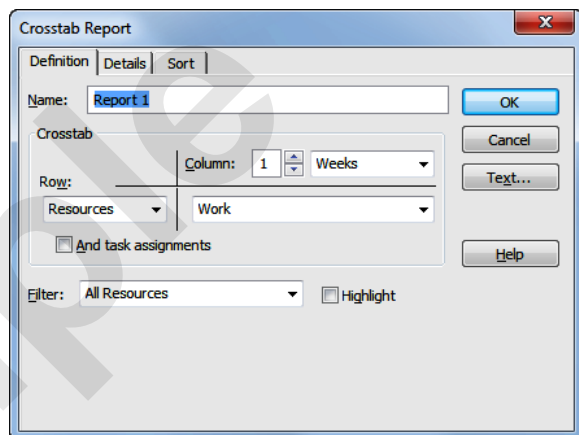 Crosstab Report
Definition Details Sort
Name: Report 1
OK
Crosstab
Cancel
Column: 1 Weeks
Row:
Text...
Resources Work
And task assignments
Help
Filter: All Resources Highlight